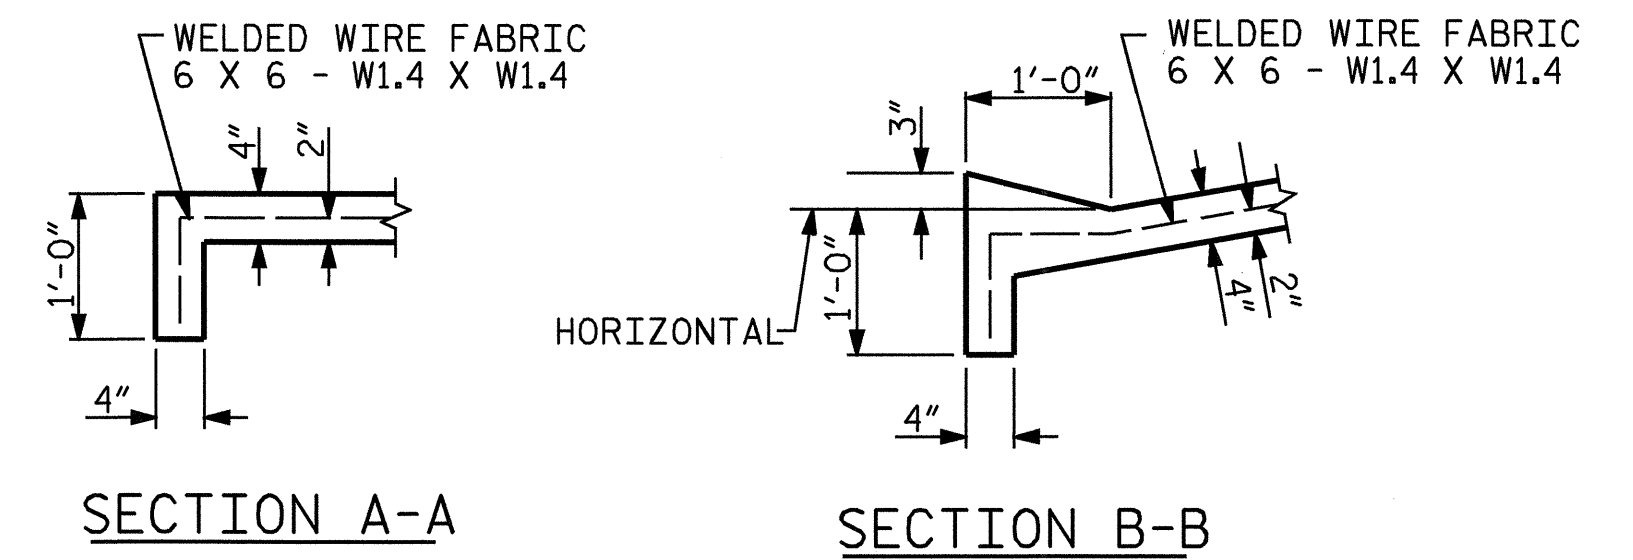 WELDED WIRE FABRIC
6 X 6 - W1.4 X W1.4
4"
2"
1'-0"
4"
SECTION A-A
WELDED WIRE FABRIC
6 X 6 - W1.4 X W1.4
1'-0"
3"
1'-0"
HORIZONTAL
4"
2"
4"
SECTION B-B